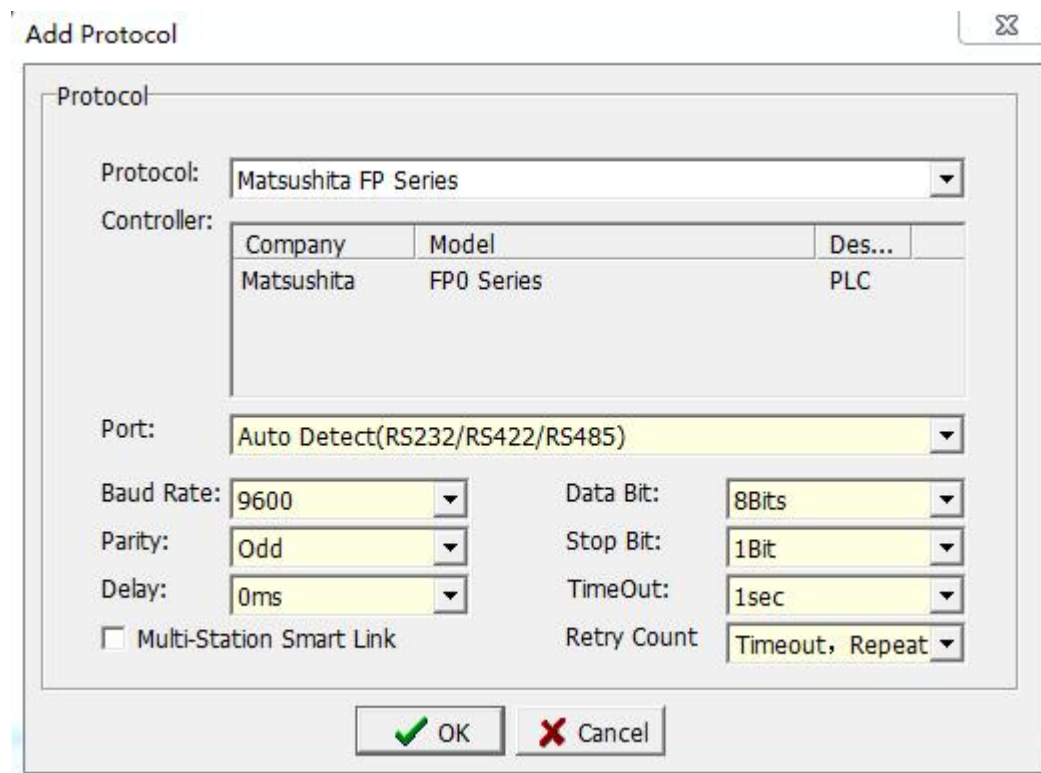 Add Protocol
Protocol
Protocol: Matsushita FP Series
Controller:
Company Model Des...
Matsushita FP0 Series PLC
Port: Auto Detect(RS232/RS422/RS485)
Baud Rate: 9600 Data Bit: 8Bits
Parity: Odd Stop Bit: 1Bit
Delay: 0ms TimeOut: 1sec
Multi-Station Smart Link Retry Count Timeout，Repeat
OK Cancel